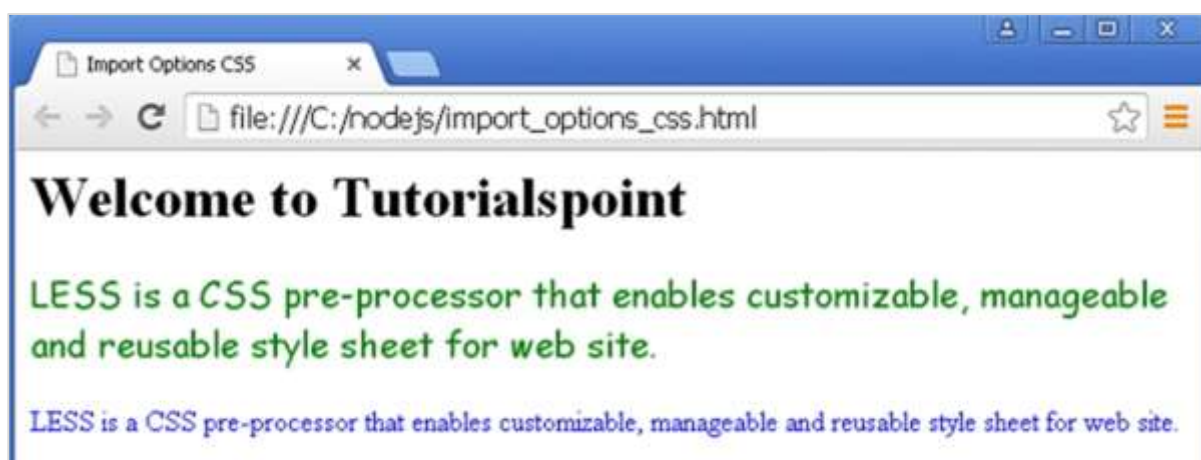 Import Options CSS
file:///C:/nodejs/import_options_css.html
Welcome to Tutorialspoint
LESS is a CSS pre-processor that enables customizable, manageable
and reusable style sheet for web site.
LESS is a CSS pre-processor that enables customizable, manageable and reusable style sheet for web site.